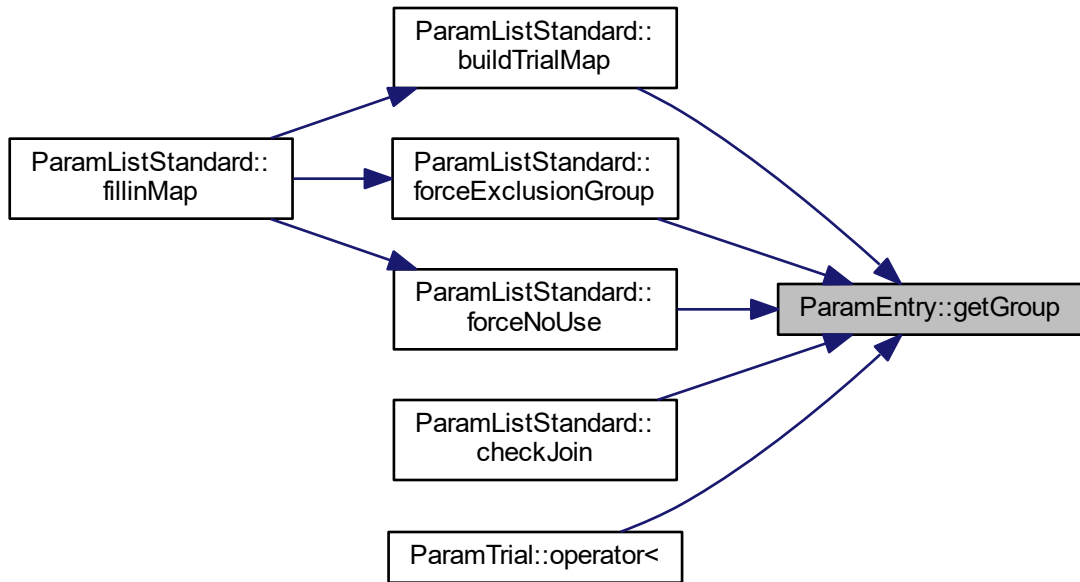 ParamListStandard::
buildTrialMap
ParamListStandard::
fillinMap
ParamListStandard::
forceExclusionGroup
ParamListStandard::
forceNoUse
ParamEntry::getGroup
ParamListStandard::
checkJoin
ParamTrial::operator<